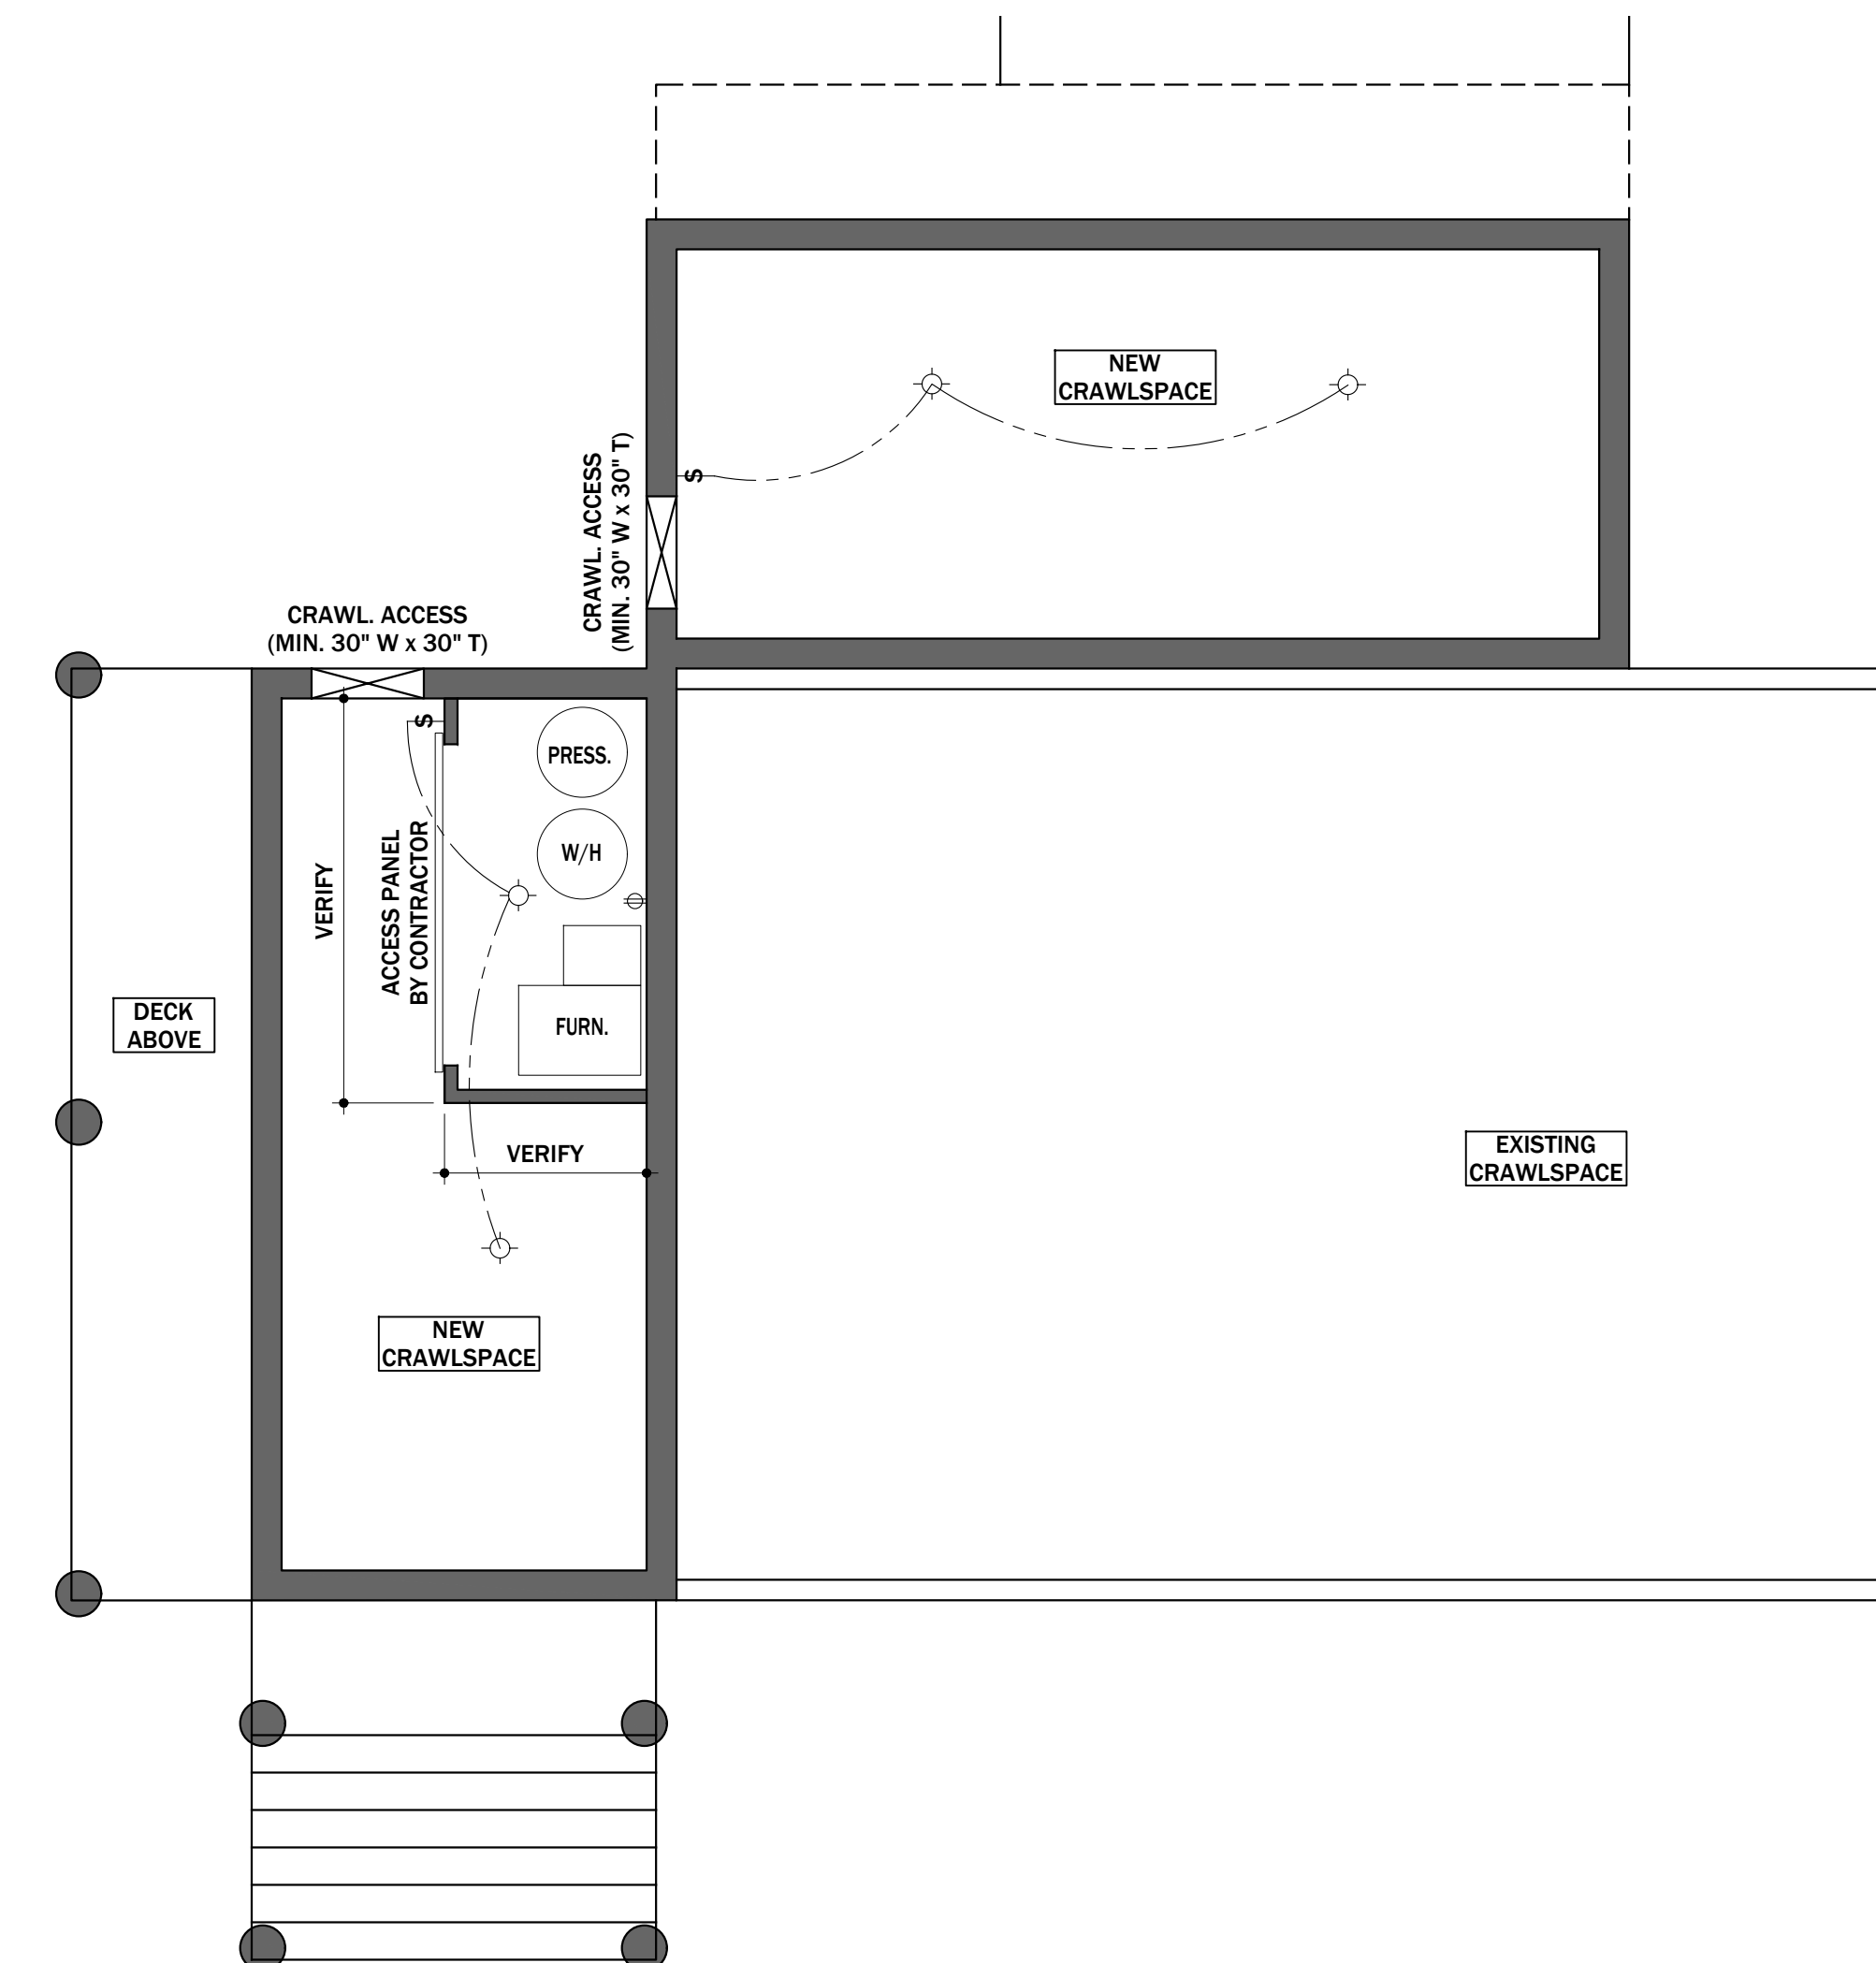 NEW
CRAWLSPACE
S
CRAWL. ACCESS
(MIN. 30" W x 30" T)
CRAWL. ACCESS
(MIN. 30" W x 30" T)
S
PRESS.
W/H
VERIFY
ACCESS PANEL
BY CONTRACTOR
DECK
ABOVE
FURN.
VERIFY
EXISTING
CRAWLSPACE
NEW
CRAWLSPACE